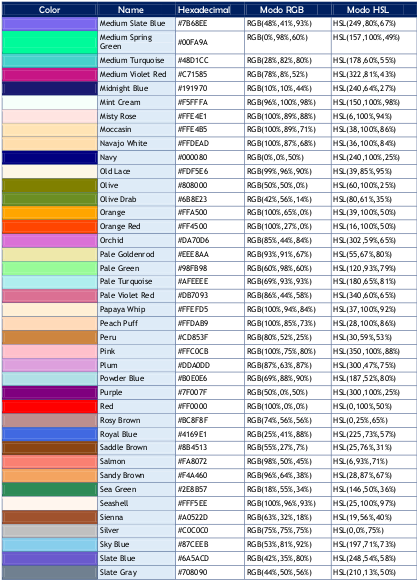 Color Name Hexadecimal Modo RGB Modo HSL
Medium Slate Blue #7B68EE RGB(48%,41%,93%) HSL(249,80%,67%)
Medium Spring RGB(0%,98%,60%) HSL(157,100%,49%)
Green #00FA9A
Medium Turquoise #48D1CC RGB(28%,82%,80%) HSL(178,60%,55%)
Medium Violet Red #C71585 RGB(78%,8%,52%) HSL(322,81%,43%)
Midnight Blue #191970 RGB(10%,10%,44%) HSL(240,64%,27%)
Mint Cream #F5FFFA RGB(96%,100%,98%) HSL(150,100%,98%)
Misty Rose #FFE4E1 RGB(100%,89%,88%) HSL(6,100%,94%)
Moccasin #FFE4B5 RGB(100%,89%,71%) HSL(38,100%,86%)
Navajo White #FFDEAD RGB(100%,87%,68%) HSL(36,100%,84%)
Navy #000080 RGB(0%,0%,50%) HSL(240,100%,25%)
Old Lace #FDF5E6 RGB(99%,96%,90%) HSL(39,85%,95%)
Olive #808000 RGB(50%,50%,0%) HSL(60,100%,25%)
Olive Drab #6B8E23 RGB(42%,56%,14%) HSL(80,61%,35%)
Orange #FFA500 RGB(100%,65%,0%) HSL(39,100%,50%)
Orange Red #FF4500 RGB(100%,27%,0%) HSL(16,100%,50%)
Orchid #DA70D6 RGB(85%,44%,84%) HSL(302,59%,65%)
Pale Goldenrod #EEE8AA RGB(93%,91%,67%) HSL(55,67%,80%)
Pale Green #98FB98 RGB(60%,98%,60%) HSL(120,93%,79%)
Pale Turquoise #AFEEEE RGB(69%,93%,93%) HSL(180,65%,81%)
Pale Violet Red #DB7093 RGB(86%,44%,58%) HSL(340,60%,65%)
Papaya Whip #FFEFD5 RGB(100%,94%,84%) HSL(37,100%,92%)
Peach Puff #FFDAB9 RGB(100%,85%,73%) HSL(28,100%,86%)
Peru #CD853F RGB(80%,52%,25%) HSL(30,59%,53%)
Pink #FFC0CB RGB(100%,75%,80%) HSL(350,100%,88%)
Plum #DDA0DD RGB(87%,63%,87%) HSL(300,47%,75%)
Powder Blue #B0E0E6 RGB(69%,88%,90%) HSL(187,52%,80%)
Purple #7F007F RGB(50%,0%,50%) HSL(300,100%,25%)
Red #FF0000 RGB(100%,0%,0%) HSL(0,100%,50%)
Rosy Brown #BC8F8F RGB(74%,56%,56%) HSL(0,25%,65%)
Royal Blue #4169E1 RGB(25%,41%,88%) HSL(225,73%,57%)
Saddle Brown #8B4513 RGB(55%,27%,7%) HSL(25,76%,31%)
Salmon #FA8072 RGB(98%,50%,45%) HSL(6,93%,71%)
Sandy Brown #F4A460 RGB(96%,64%,38%) HSL(28,87%,67%)
Sea Green #2E8B57 RGB(18%,55%,34%) HSL(146,50%,36%)
Seashell #FFF5EE RGB(100%,96%,93%) HSL(25,100%,97%)
Sienna #A0522D RGB(63%,32%,18%) HSL(19,56%,40%)
Silver #C0C0C0 RGB(75%,75%,75%) HSL(0,0%,75%)
Sky Blue #87CEEB RGB(53%,81%,92%) HSL(197,71%,73%)
Slate Blue #6A5ACD RGB(42%,35%,80%) HSL(248,54%,58%)
Slate Gray #708090 RGB(44%,50%,56%) HSL(210,13%,50%)